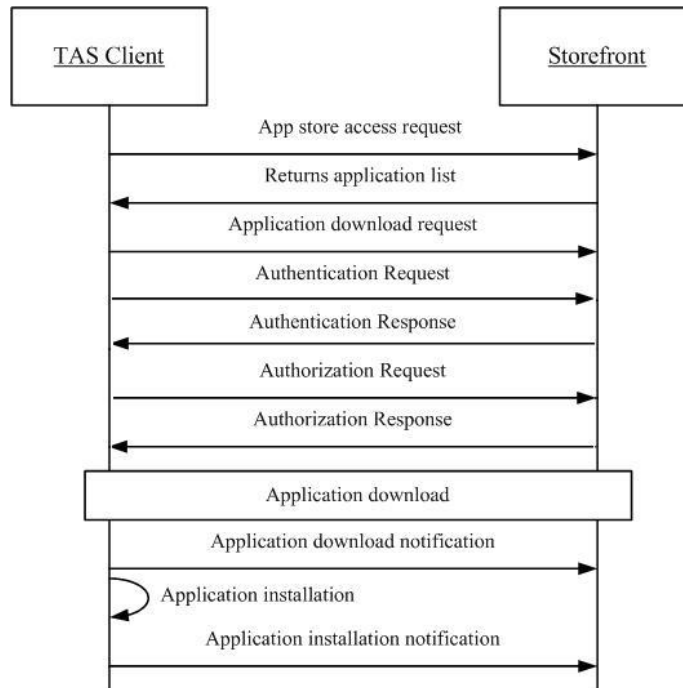 TAS Client
Storefront
App store access request
Returns application list
Application download request
Authentication Request
Authentication Response
Authorization Request
Authorization Response
Application download
Application download notification
Application installation
Application installation notification